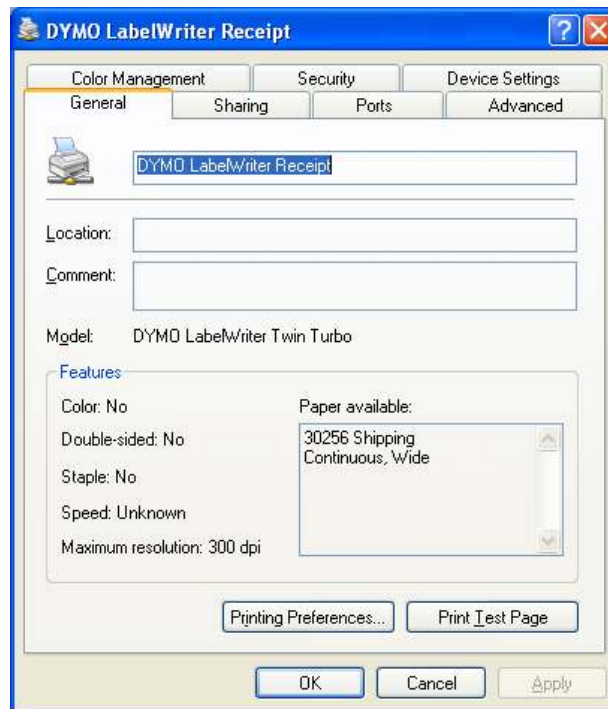 DYMO LabelWriter Receipt
Color Management Security Device Settings
General Sharing Ports Advanced
DYMO LabelWriter Receipt
Location:
Comment:
Model: DYMO LabelWriter Twin Turbo
Features
Color: No
Paper available:
Double-sided: No
30256 Shipping
Continuous, Wide
Staple: No
Speed: Unknown
Maximum resolution: 300 dpi
Printing Preferences... Print Test Page
OK Cancel Apply